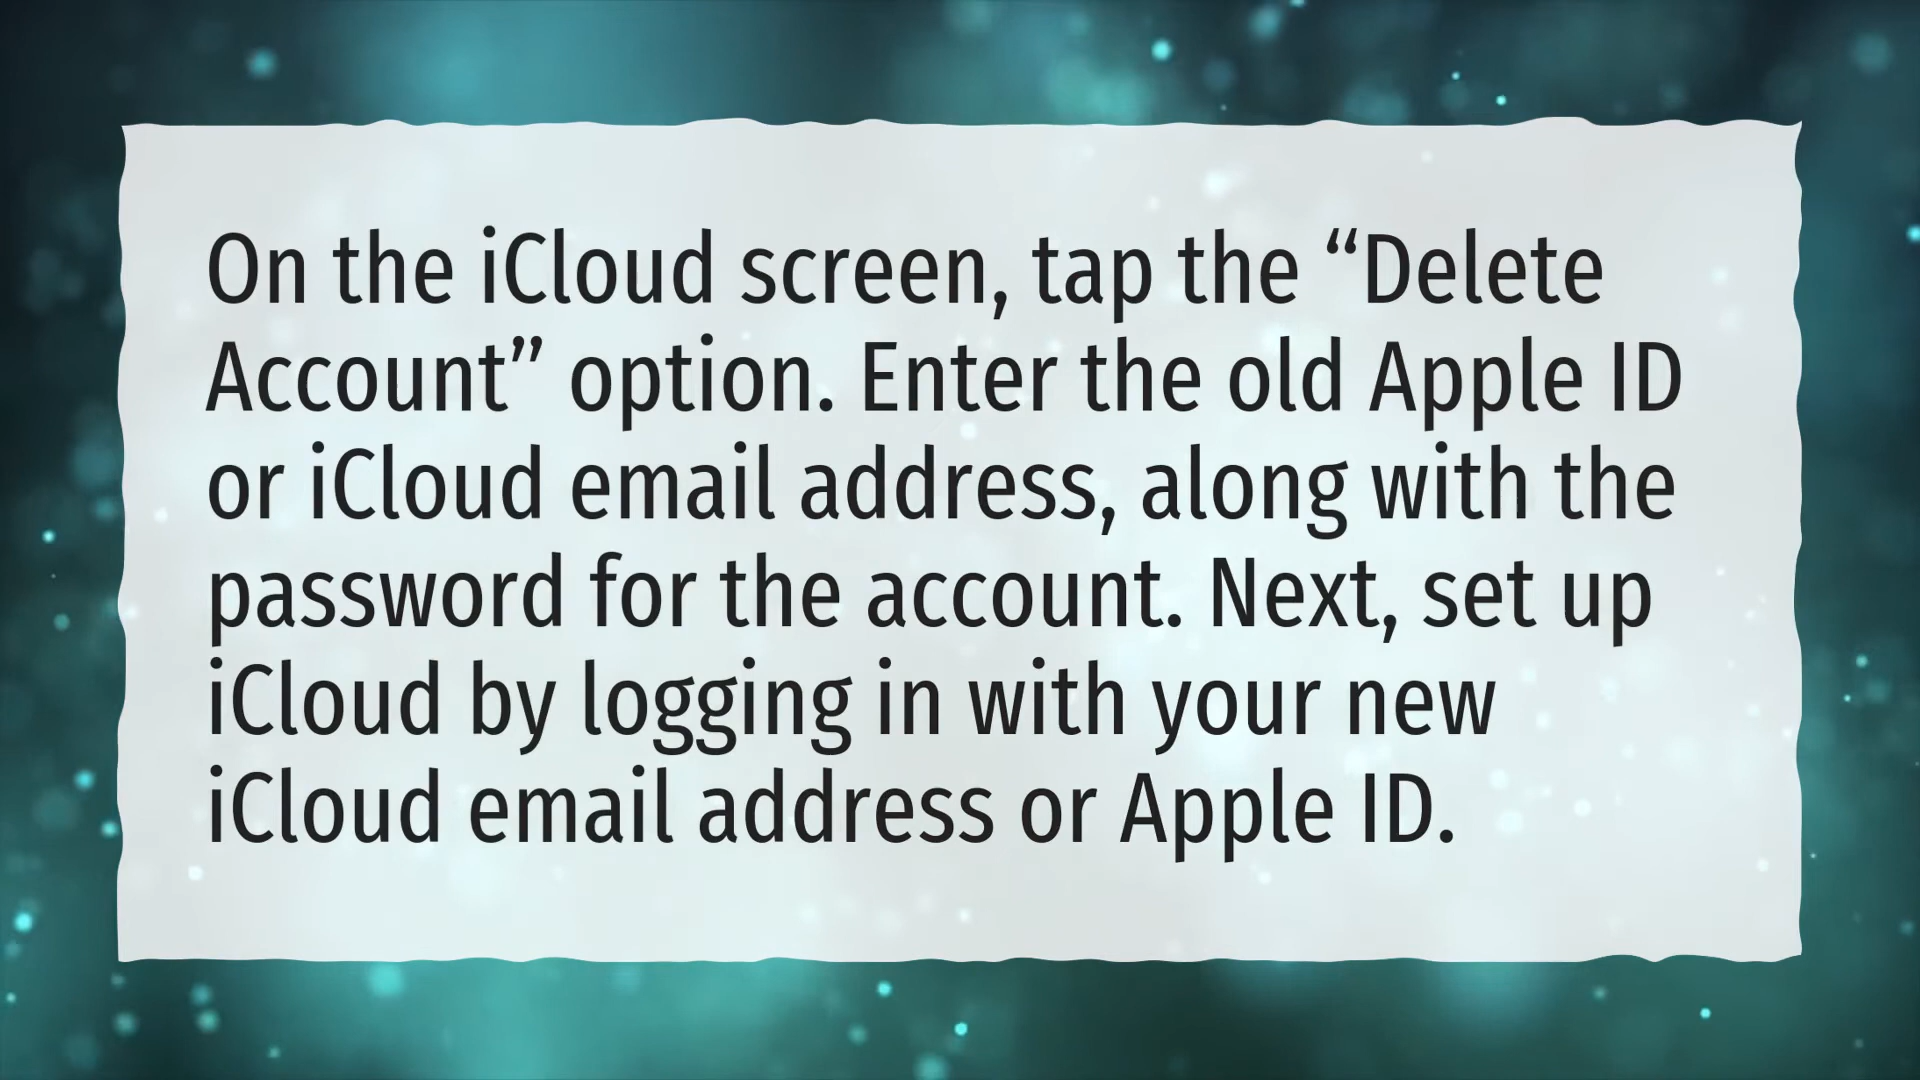 On the iCloud screen, tap the “Delete
Account” option. Enter the old Apple ID
or iCloud email address, along with the
password for the account. Next, set up
iCloud by logging in with your new
iCloud email address or Apple ID.